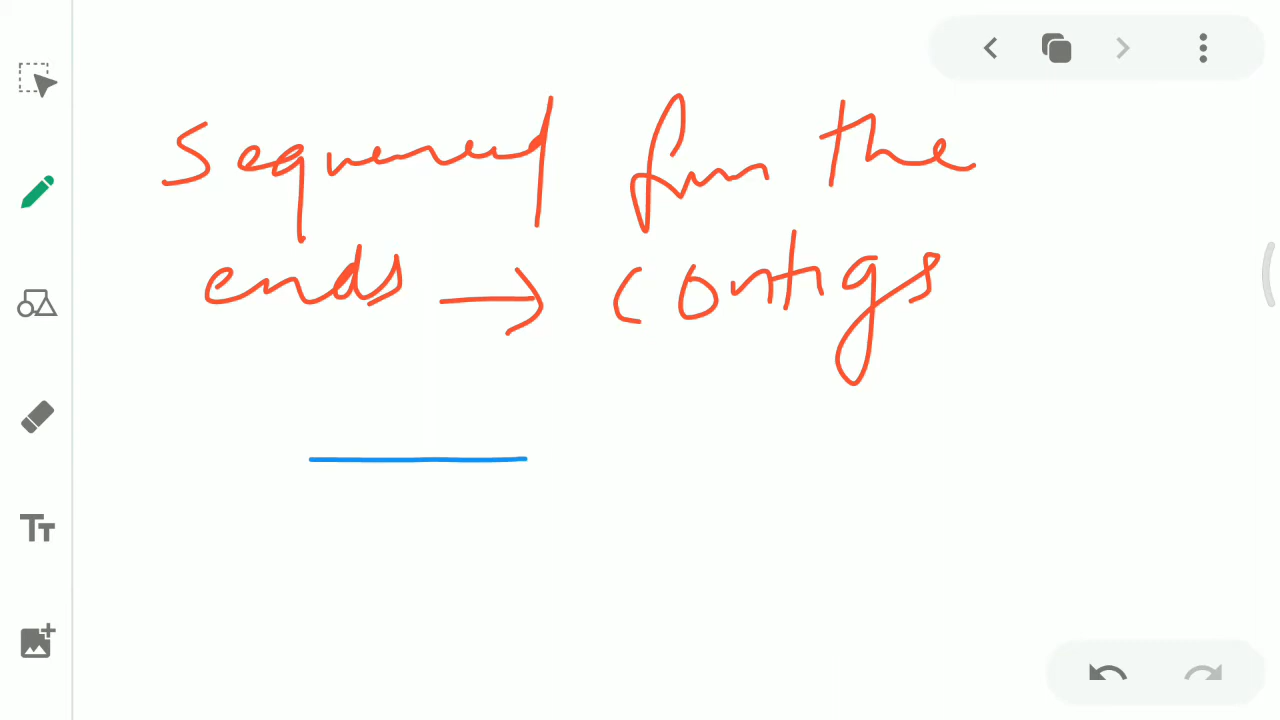 Sequenced from the
ends → contigs